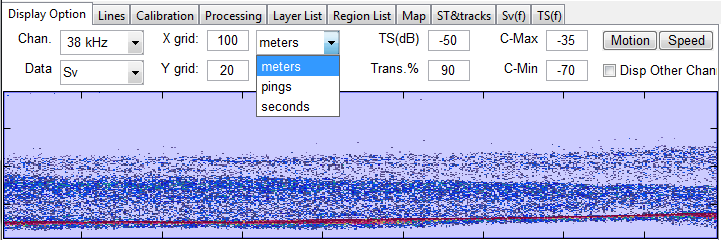 Display Option Lines Calibration Processing Layer List Region List Map ST&tracks Sv(f) TS(f)
Chan. 38 kHz X grid: 100 meters TS(dB) -50 C-Max -35 Motion Speed
Data Sv Y grid: 20 meters Trans.% 90 C-Min -70 Disp Other Chan
pings
seconds